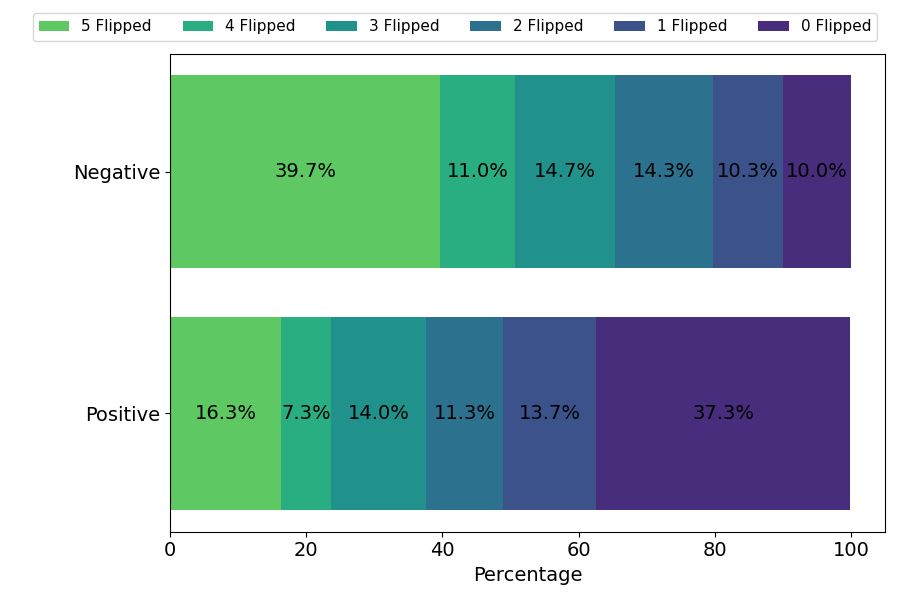 5 Flipped 4 Flipped 3 Flipped 2 Flipped 1 Flipped 0 Flipped
Negative 39.7% 11.0% 14.7% 14.3% 10.3% 10.0%
Positive 16.3% 7.3% 14.0% 11.3% 13.7% 37.3%
0 20 40 60 80 100
Percentage